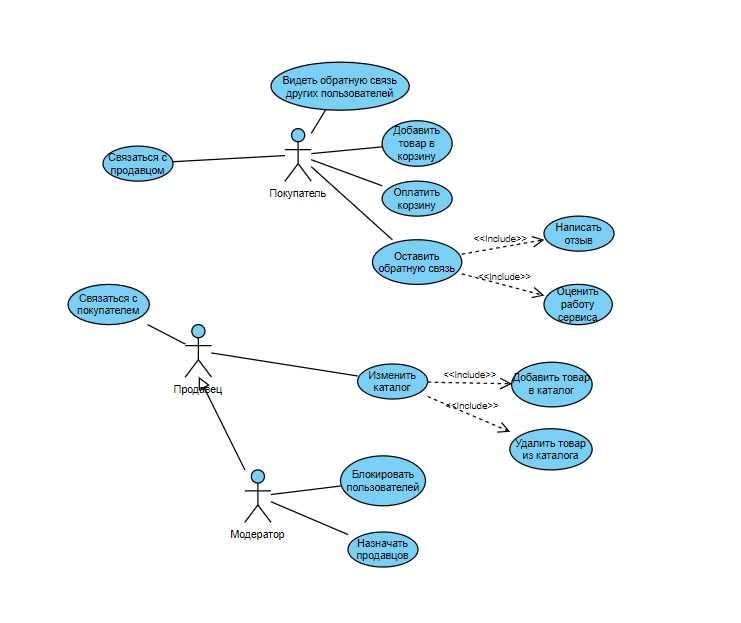 Видеть обратную связь
других пользователей
Добавить
товар в
корзину
Связаться с
продавцом
Покупатель
Оплатить
корзину
Написать
отзыв
<<Include>>
Оставить
обратную связь
<<Include>>
Оценить
работу
сервиса
Связаться с
покупателем
Продавец
Изменить
каталог
<<Include>>
Добавить товар
в каталог
<<Include>>
Удалить товар
из каталога
Блокировать
пользователей
Модератор
Назначать
продавцов